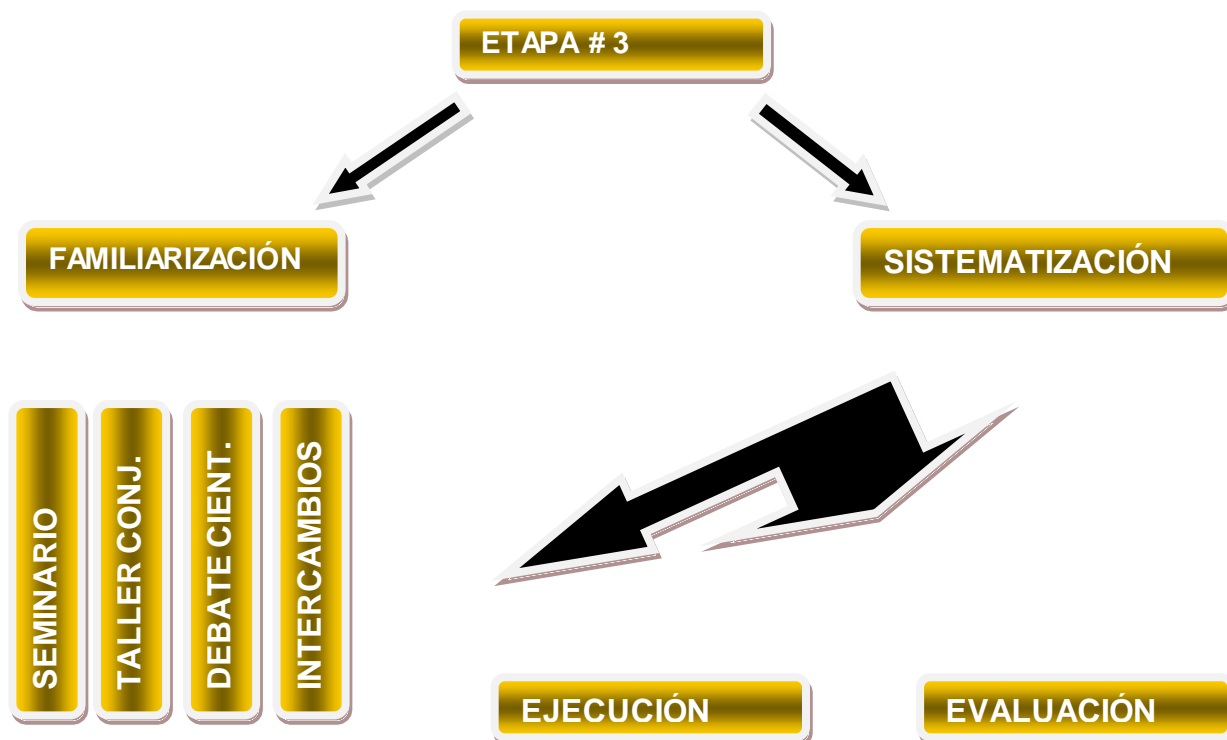 ETAPA # 3
FAMILIARIZACIÓN
SISTEMATIZACIÓN
SEMINARIO
TALLER CONJ.
DEBATE CIENT.
INTERCAMBIOS
EJECUCIÓN
EVALUACIÓN